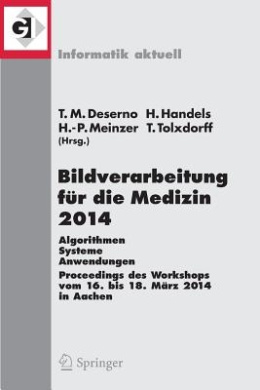 GI
Informatik aktuell
T. M. Deserno H. Handels
H.-P. Meinzer T. Tolxdorff
(Hrsg.)
Bildverarbeitung
für die Medizin
2014
Algorithmen
Systeme
Anwendungen
Proceedings des Workshops
vom 16. bis 18. März 2014
in Aachen
Springer